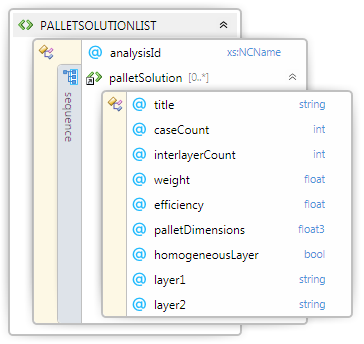 PALLETSOLUTIONLIST
analysisId xs:NCName
palletSolution [0..*]
sequence
title string
caseCount int
interlayerCount int
weight float
efficiency float
palletDimensions float3
homogeneousLayer bool
layer1 string
layer2 string